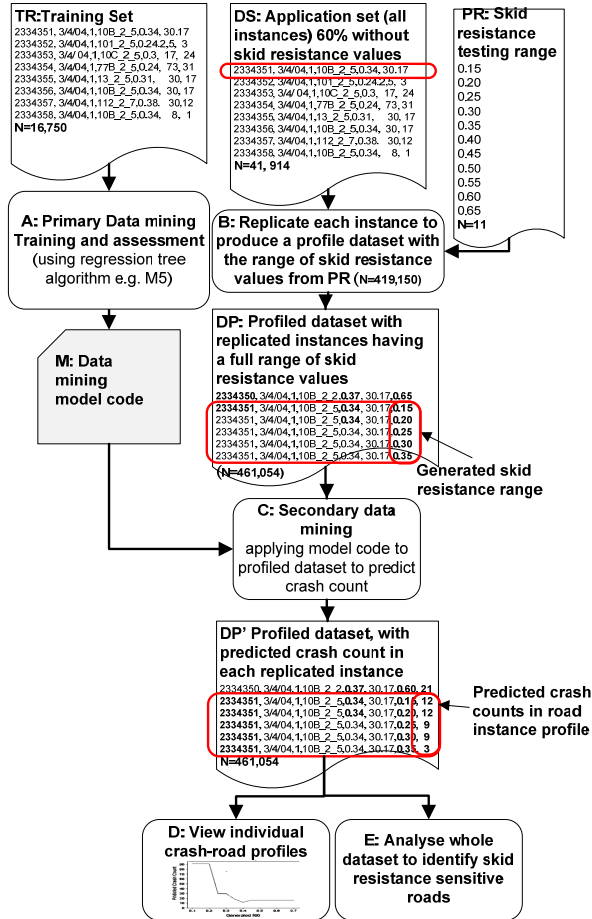 TR:Training Set
2334351, 3/4/04,1,10B_2_5,0.34, 30.17
2334352, 3/4/04,1,101_2_5,0.24.2,5, 3
2334353, 3/4/ 04,1,10C_2_5,0.3, 17, 24
2334354, 3/4/04,1,77B_2_5,0.24, 73,31
2334355, 3/4/04,1,13_2_5,0.31, 30,17
2334356, 3/4/04,1,10B_2_5,0.34, 30,17
2334357, 3/4/04,1,112_2_7,0.38. 30,12
2334358, 3/4/04,1,10B_2_5,0.34, 8, 1
N=16,750
DS: Application set (all
instances) 60% without
skid resistance values
2334351, 3/4/04,1,10B_2_5,0.34, 30.17
2334352, 3/4/04,1,101_2_5,0.24.2,5, 3
2334353, 3/4/ 04,1,10C_2_5,0.3, 17, 24
2334354, 3/4/04,1,77B_2_5,0.24, 73,31
2334355, 3/4/04,1,13_2_5,0.31, 30,17
2334356, 3/4/04,1,10B_2_5,0.34, 30,17
2334357, 3/4/04,1,112_2_7,0.38. 30,12
2334358, 3/4/04,1,10B_2_5,0.34, 8, 1
N=41, 914
PR: Skid
resistance
testing range
0.15
0.20
0.25
0.30
0.35
0.40
0.45
0.50
0.55
0.60
0.65
N=11
A: Primary Data mining
Training and assessment
(using regression tree
algorithm e.g. M5)
B: Replicate each instance to
produce a profile dataset with
the range of skid resistance
values from PR (N=419,150)
M: Data
mining
model code
DP: Profiled dataset with
replicated instances having
a full range of skid
resistance values
2334350, 3/4/04,1,10B_2_2,0.37, 30.17,0.65
2334351, 3/4/04,1,10B_2_5,0.34, 30.17,0.15
2334351, 3/4/04,1,10B_2_5,0.34, 30.17,0.20
2334351, 3/4/04,1,10B_2_5,0.34, 30.17,0.25
2334351, 3/4/04,1,10B_2_5,0.34, 30.17,0.30
2334351, 3/4/04,1,10B_2_5,0.34, 30.17,0.35
(N=461,054)
Generated skid
resistance range
C: Secondary data
mining
applying model code to
profiled dataset to predict
crash count
DP' Profiled dataset, with
predicted crash count in
each replicated instance
2334350, 3/4/04,1,10B_2_2,0.37, 30.17,0.60, 21
2334351, 3/4/04,1,10B_2_5,0.34, 30.17,0.15, 12
2334351, 3/4/04,1,10B_2_5,0.34, 30.17,0.20, 12
2334351, 3/4/04,1,10B_2_5,0.34, 30.17,0.25, 9
2334351, 3/4/04,1,10B_2_5,0.34, 30.17,0.30, 9
2334351, 3/4/04,1,10B_2_5,0.34, 30.17,0.35, 3
N=461,054
Predicted crash
counts in road
instance profile
D: View individual
crash-road profiles
Predicted Crash Count
0.1 0.2 0.3 0.4 0.5 0.6 0.7
E: Analyse whole
dataset to identify skid
resistance sensitive
roads